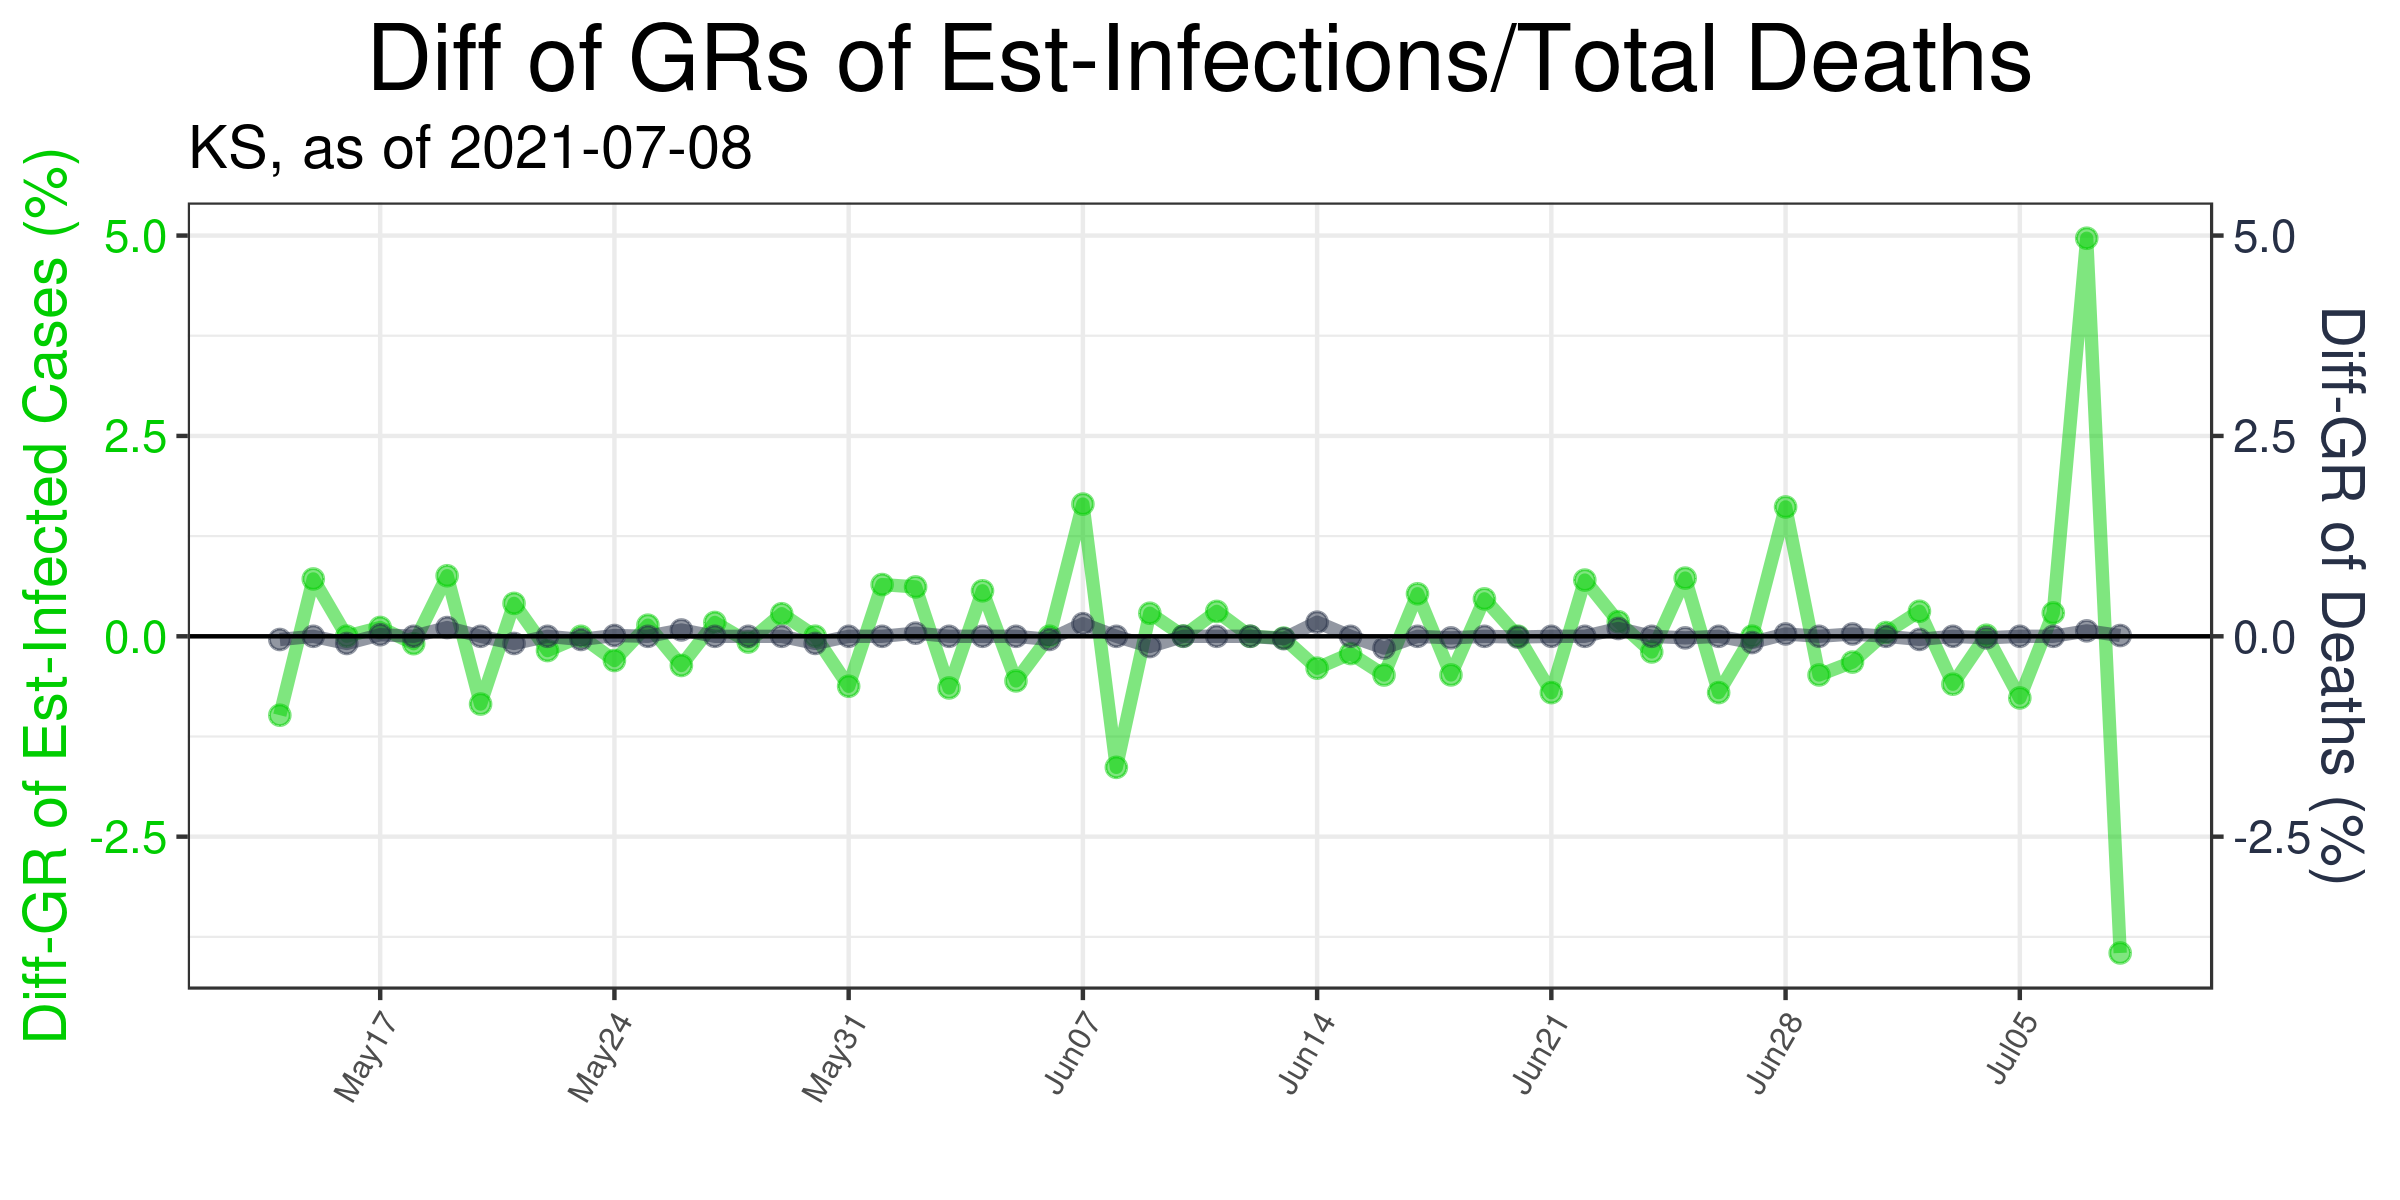 Diff of GRs of Est-Infections/Total Deaths
KS, as of 2021-07-08
Diff-GR of Est-Infected Cases (%)
5.0
2.5
0.0
-2.5
5.0
2.5
0.0
-2.5
Diff-GR of Deaths (%)
May17
May24
May31
Jun07
Jun14
Jun21
Jun28
Jul05